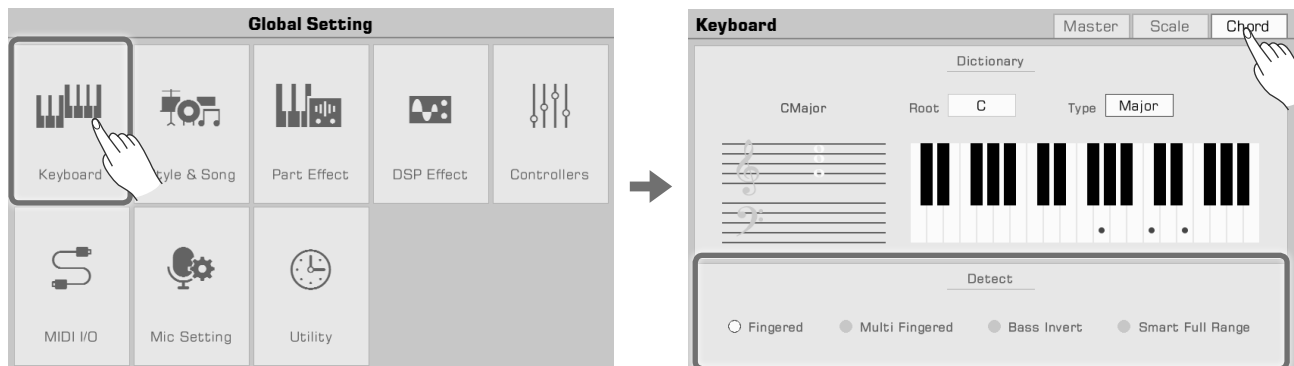 Global Setting
Keyboard
Style & Song
Part Effect
DSP Effect
Controllers
MIDI I/O
Mic Setting
Utility
Keyboard
Master
Scale
Chord
Dictionary
CMajor
Root C
Type Major
Detect
Fingered
Multi Fingered
Bass Invert
Smart Full Range